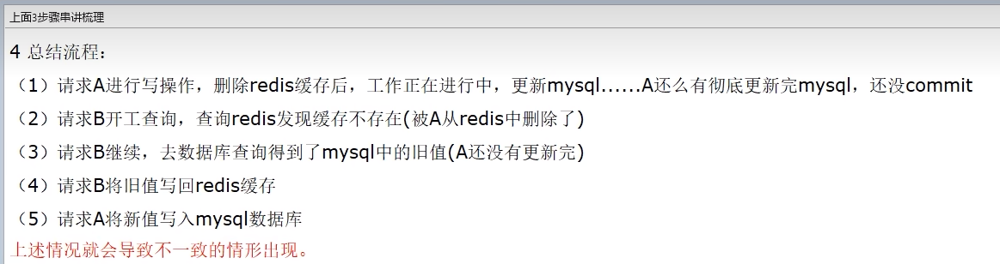 上面3步骤串讲梳理
4 总结流程:
（1）请求A进行写操作，删除redis缓存后，工作正在进行中，更新mysql......A还么有彻底更新完mysql，还没commit
（2）请求B开工查询，查询redis发现缓存不存在(被A从redis中删除了)
（3）请求B继续，去数据库查询得到了mysql中的旧值(A还没有更新完)
（4）请求B将旧值写回redis缓存
（5）请求A将新值写入mysql数据库
上述情况就会导致不一致的情形出现。